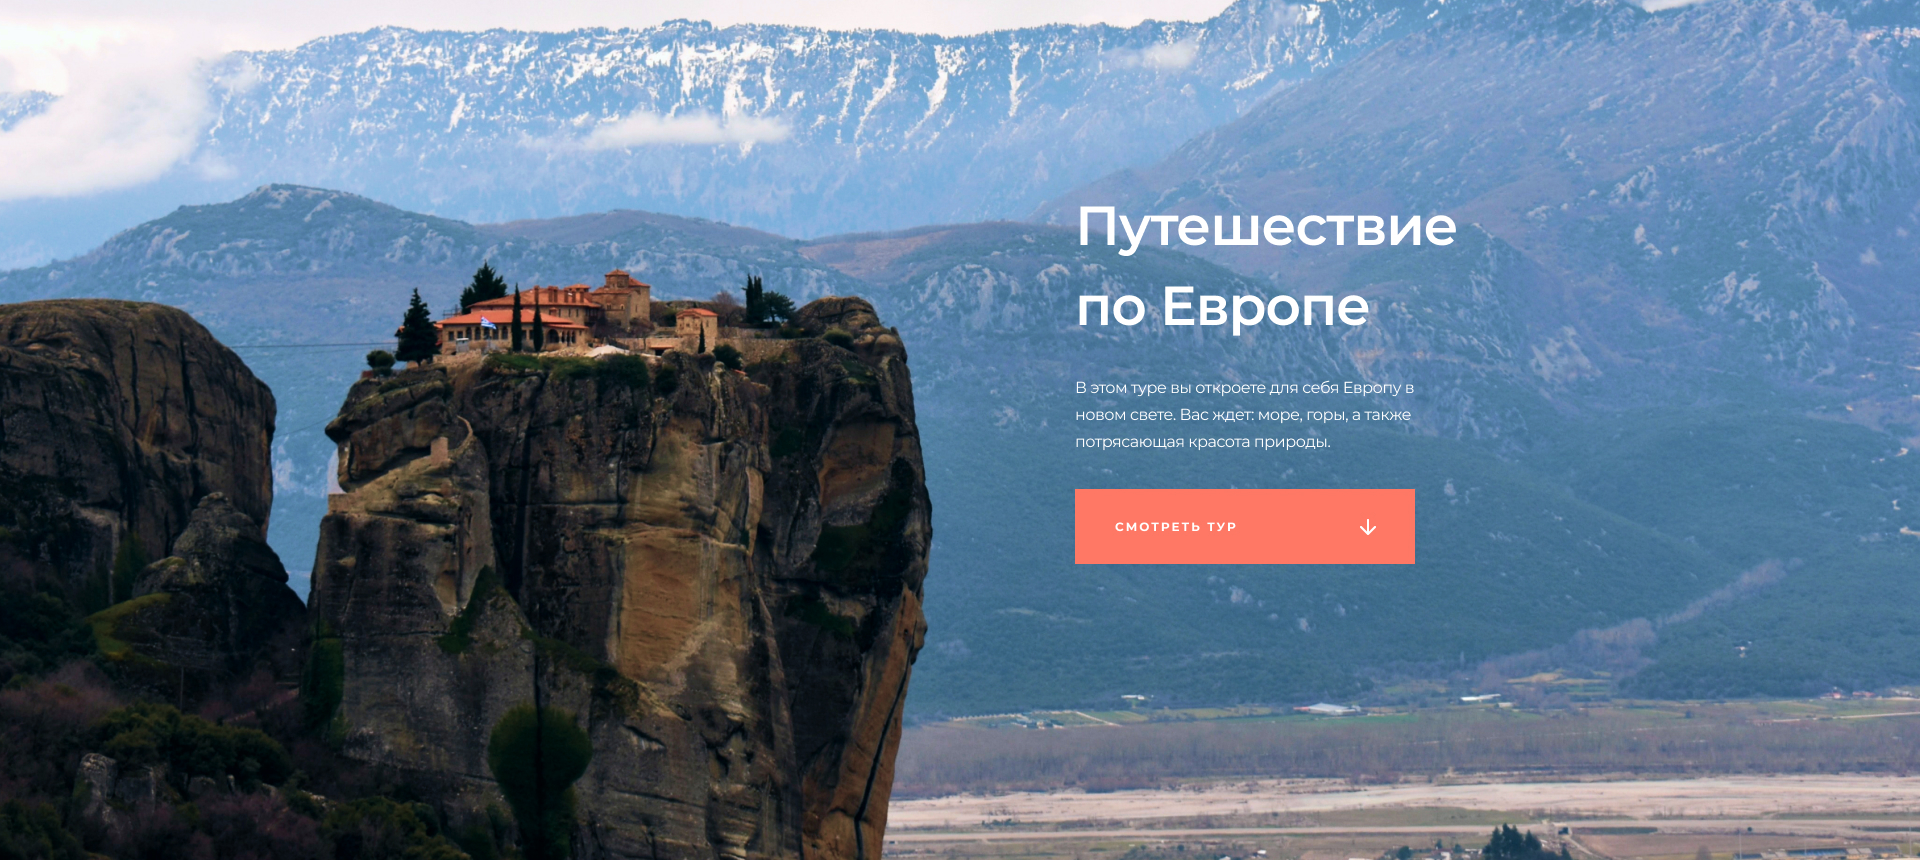 Путешествие
по Европе
В этом туре вы откроете для себя Европу в
новом свете. Вас ждет: море, горы, а также
потрясающая красота природы.
СМОТРЕТЬ ТУР